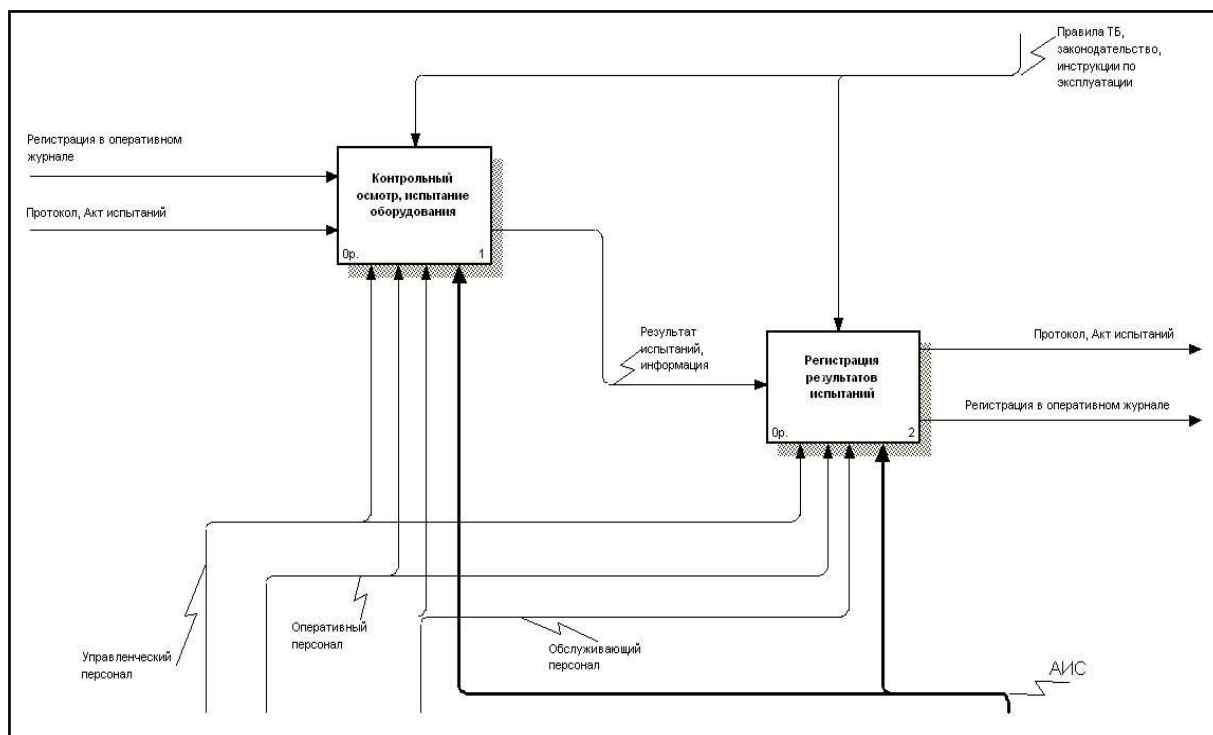 Правила ТБ,
законодательство,
инструкции по
эксплуатации
Регистрация в оперативном
журнале
Контрольный
осмотр, испытание
оборудования
Протокол, Акт испытаний
0р.
1
Результат
испытаний,
информация
Регистрация
результатов
испытаний
0р.
2
Протокол, Акт испытаний
Регистрация в оперативном журнале
Оперативный
персонал
Управленческий
персонал
Обслуживающий
персонал
АИС